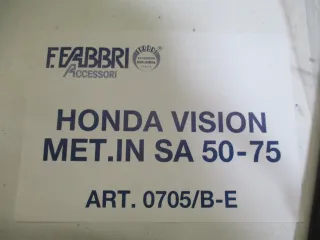 F.FABBRI
ACCESSORI
HONDA VISION
MET.IN SA 50-75
ART. 0705/B-E